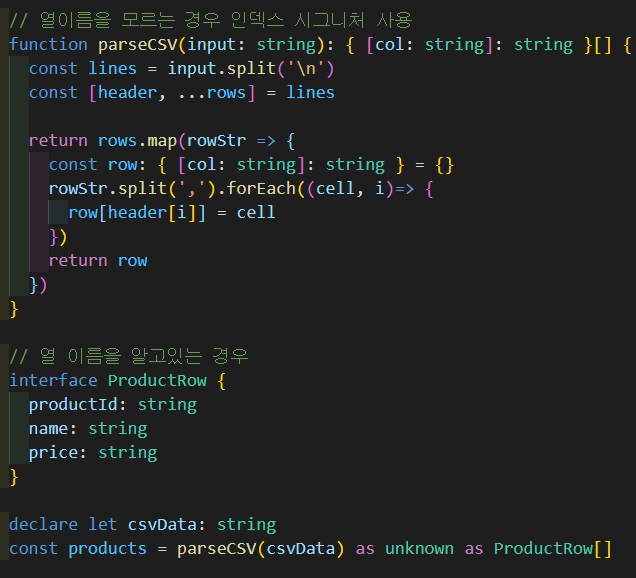 // 열이름을 모르는 경우 인덱스 시그니처 사용
function parseCSV(input: string): { [col: string]: string }[] {
  const lines = input.split('\n')
  const [header, ...rows] = lines

  return rows.map(rowStr => {
    const row: { [col: string]: string } = {}
    rowStr.split(',').forEach((cell, i)=> {
      row[header[i]] = cell
    })
    return row
  })
}

// 열 이름을 알고있는 경우
interface ProductRow {
  productId: string
  name: string
  price: string
}

declare let csvData: string
const products = parseCSV(csvData) as unknown as ProductRow[]